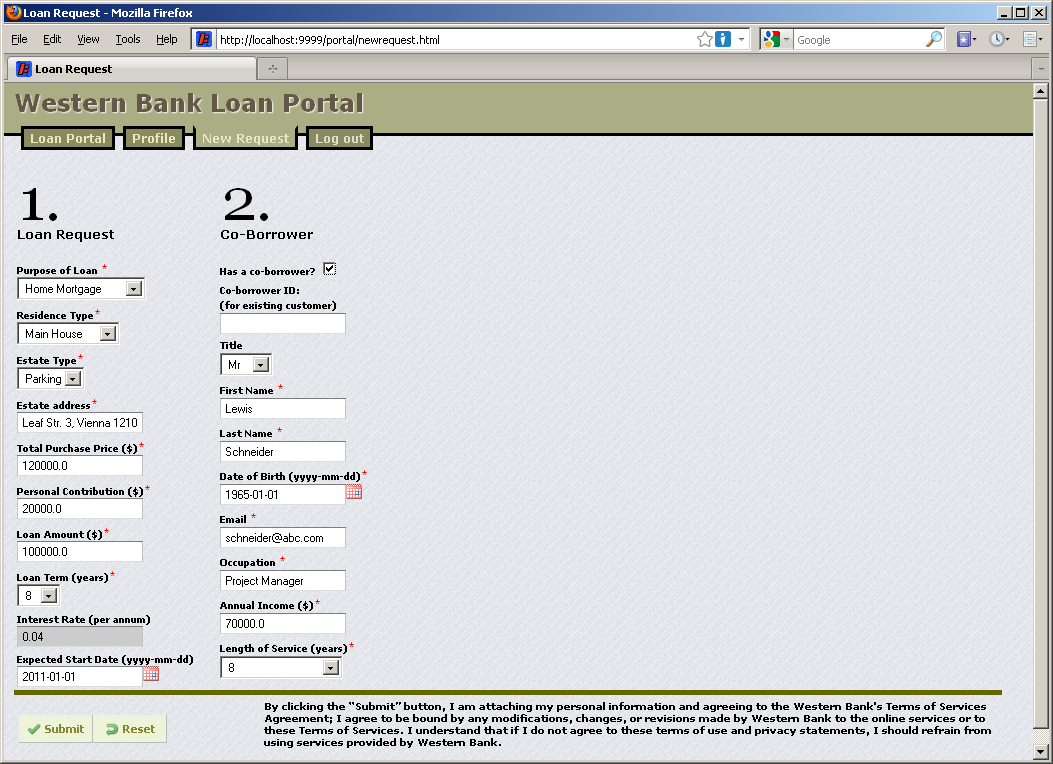 Loan Request - Mozilla Firefox
File Edit View Tools Help
http://localhost:9999/portal/newrequest.html
Google
Loan Request
Western Bank Loan Portal
Loan Portal
Profile
New Request
Log out
1.
Loan Request
Purpose of Loan *
Home Mortgage
Residence Type *
Main House
Estate Type *
Parking
Estate address *
Leaf Str. 3, Vienna 1210
Total Purchase Price ($) *
120000.0
Personal Contribution ($) *
20000.0
Loan Amount ($) *
100000.0
Loan Term (years) *
8
Interest Rate (per annum)
0.04
Expected Start Date (yyyy-mm-dd)
2011-01-01
2.
Co-Borrower
Has a co-borrower?
Co-borrower ID:
(for existing customer)
Title
Mr
First Name *
Lewis
Last Name *
Schneider
Date of Birth (yyyy-mm-dd) *
1965-01-01
Email *
schneider@abc.com
Occupation *
Project Manager
Annual Income ($) *
70000.0
Length of Service (years) *
8
Submit
Reset
By clicking the “Submit” button, I am attaching my personal information and agreeing to the Western Bank's Terms of Services
Agreement; I agree to be bound by any modifications, changes, or revisions made by Western Bank to the online services or to
these Terms of Services. I understand that if I do not agree to these terms of use and privacy statements, I should refrain from
using services provided by Western Bank.